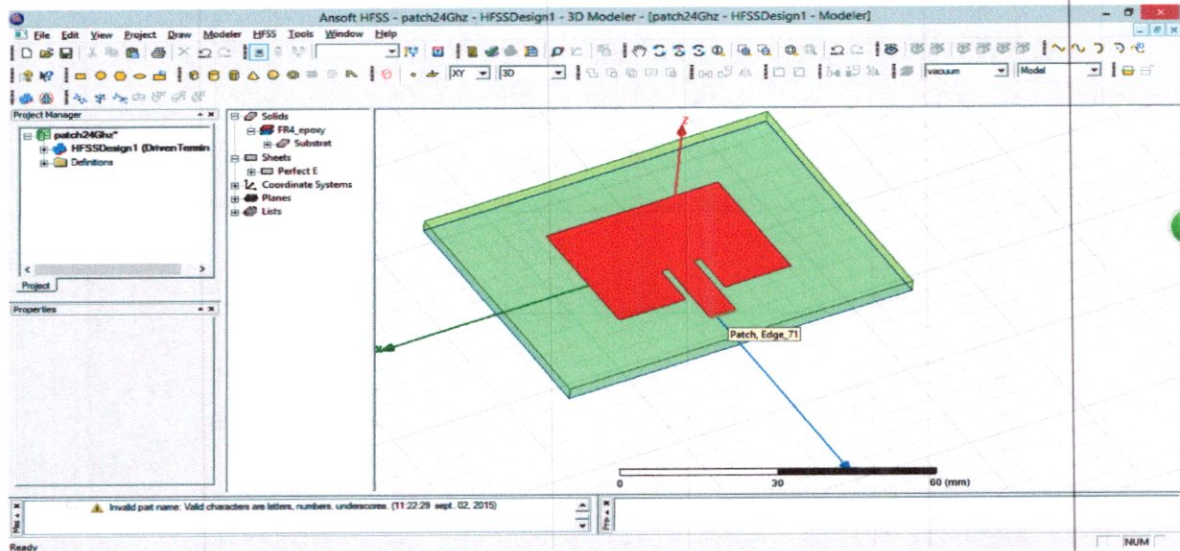 Ansoft HFSS - patch24Ghz - HFSSDesign1 - 3D Modeler - [patch24Ghz - HFSSDesign1 - Modeler]
File Edit View Project Draw Modeler HFSS Tools Window Help
XY 3D vacuum Model
Project Manager
patch24Ghz*
HFSSDesign1 (DrivenTermin
Definitions
Project
Properties
Solids
FR4_epoxy
Substrat
Sheets
Perfect E
Coordinate Systems
Planes
Lists
Z
Patch, Edge_71
0 30 60 (mm)
Invalid part name: Valid characters are letters, numbers, underscores. (11:22:29 sept. 02, 2015)
Ready
NUM